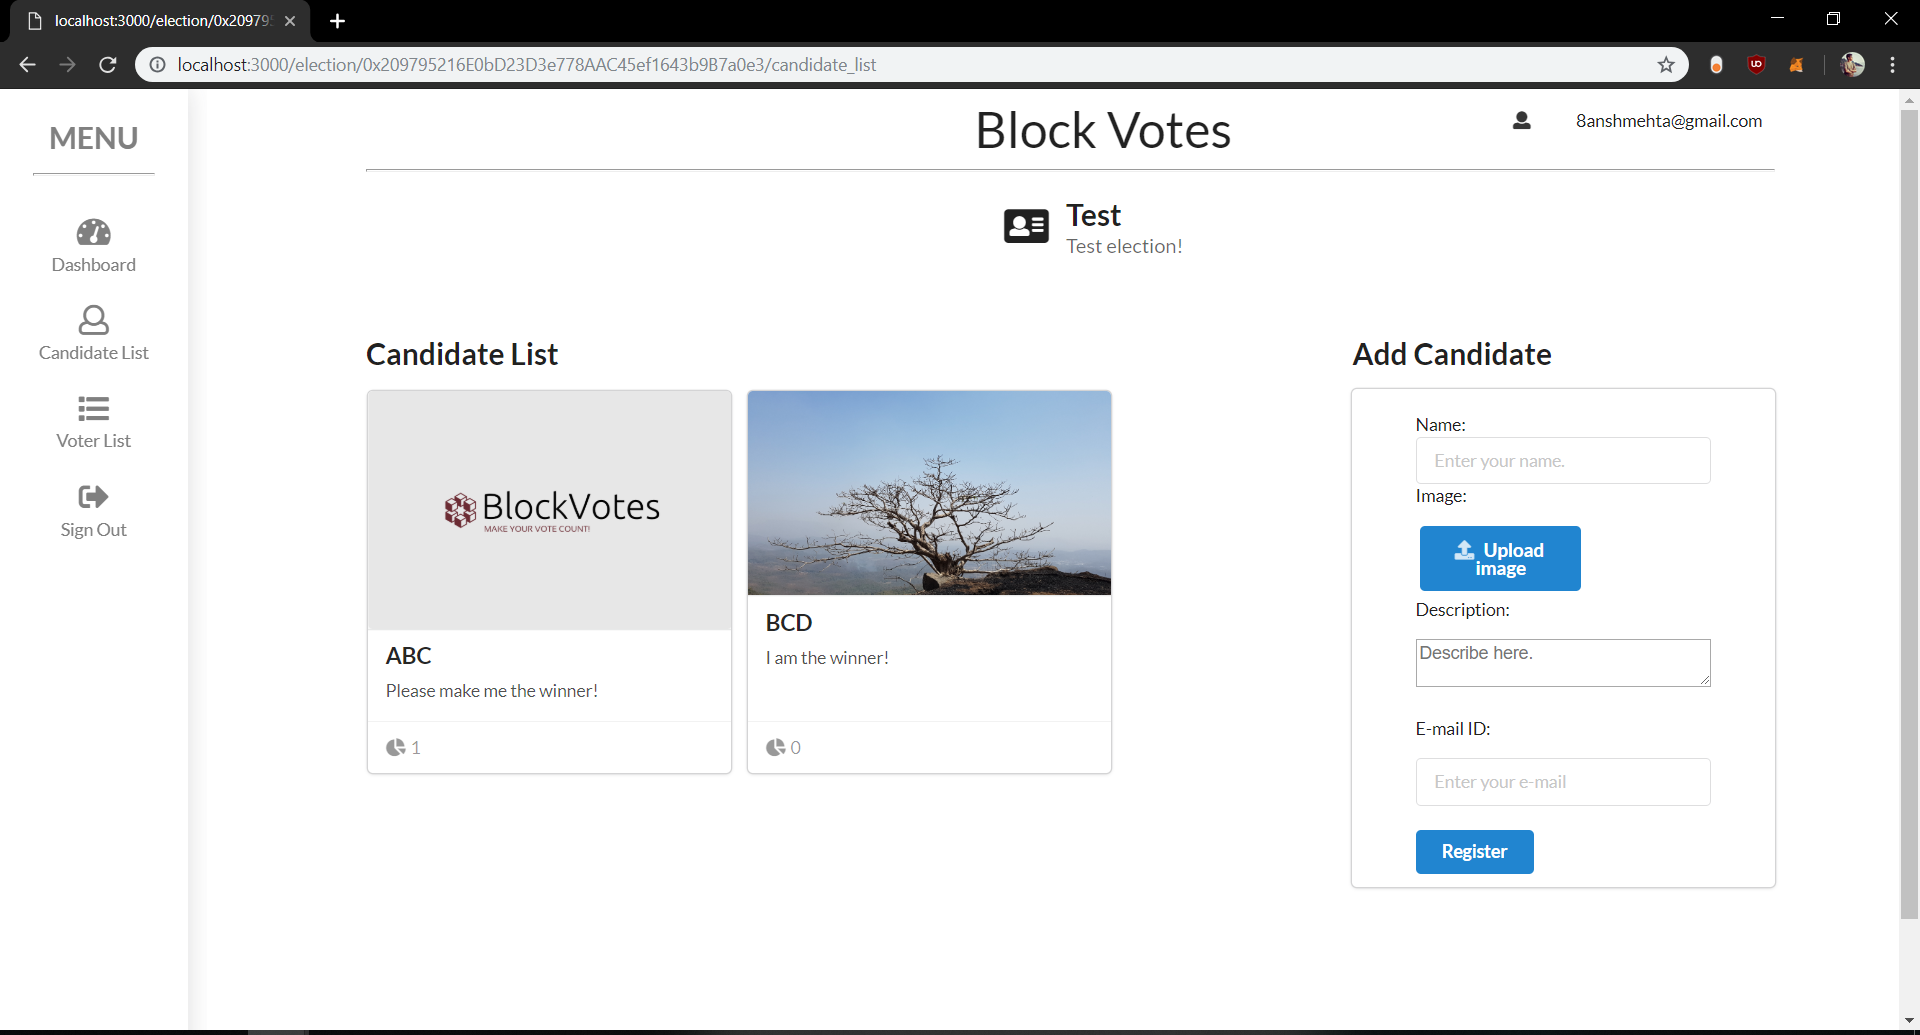 localhost:3000/election/0x20979
localhost:3000/election/0x209795216E0bD23D3e778AAC45ef1643b9B7a0e3/candidate_list
MENU
Dashboard
Candidate List
Voter List
Sign Out
Block Votes
8anshmehta@gmail.com
Test
Test election!
Candidate List
BlockVotes
MAKE YOUR VOTE COUNT!
ABC
Please make me the winner!
1
BCD
I am the winner!
0
Add Candidate
Name:
Enter your name.
Image:
Upload
image
Description:
Describe here.
E-mail ID:
Enter your e-mail
Register